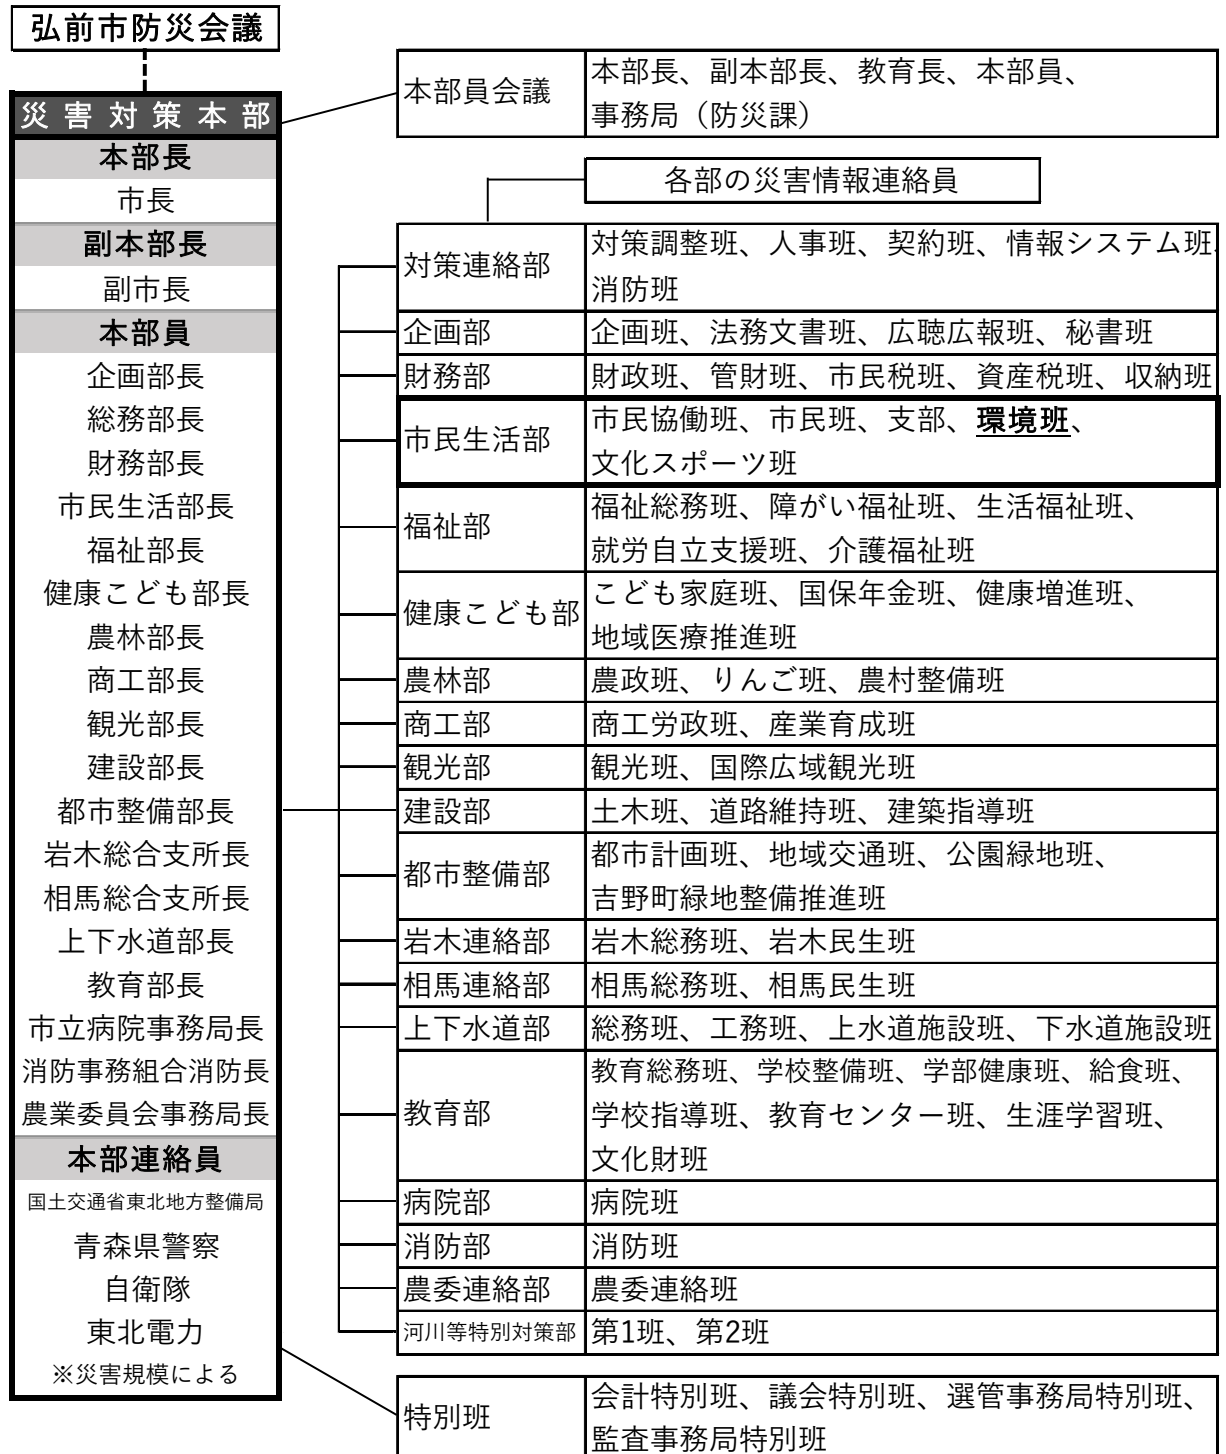 弘前市防災会議
災害対策本部
本部長
市長
副本部長
副市長
本部員
企画部長
総務部長
財務部長
市民生活部長
福祉部長
健康こども部長
農林部長
商工部長
観光部長
建設部長
都市整備部長
岩木総合支所長
相馬総合支所長
上下水道部長
教育部長
市立病院事務局長
消防事務組合消防長
農業委員会事務局長
本部連絡員
国土交通省東北地方整備局
青森県警察
自衛隊
東北電力
※災害規模による
本部員会議
本部長、副本部長、教育長、本部員、
事務局（防災課）
各部の災害情報連絡員
対策連絡部
対策調整班、人事班、契約班、情報システム班、
消防班
企画部
企画班、法務文書班、広聴広報班、秘書班
財務部
財政班、管財班、市民税班、資産税班、収納班
市民生活部
市民協働班、市民班、支部、環境班、
文化スポーツ班
福祉部
福祉総務班、障がい福祉班、生活福祉班、
就労自立支援班、介護福祉班
健康こども部
こども家庭班、国保年金班、健康増進班、
地域医療推進班
農林部
農政班、りんご班、農村整備班
商工部
商工労政班、産業育成班
観光部
観光班、国際広域観光班
建設部
土木班、道路維持班、建築指導班
都市整備部
都市計画班、地域交通班、公園緑地班、
吉野町緑地整備推進班
岩木連絡部
岩木総務班、岩木民生班
相馬連絡部
相馬総務班、相馬民生班
上下水道部
総務班、工務班、上水道施設班、下水道施設班
教育部
教育総務班、学校整備班、学部健康班、給食班、
学校指導班、教育センター班、生涯学習班、
文化財班
病院部
病院班
消防部
消防班
農委連絡部
農委連絡班
河川等特別対策部
第1班、第2班
特別班
会計特別班、議会特別班、選管事務局特別班、
監査事務局特別班